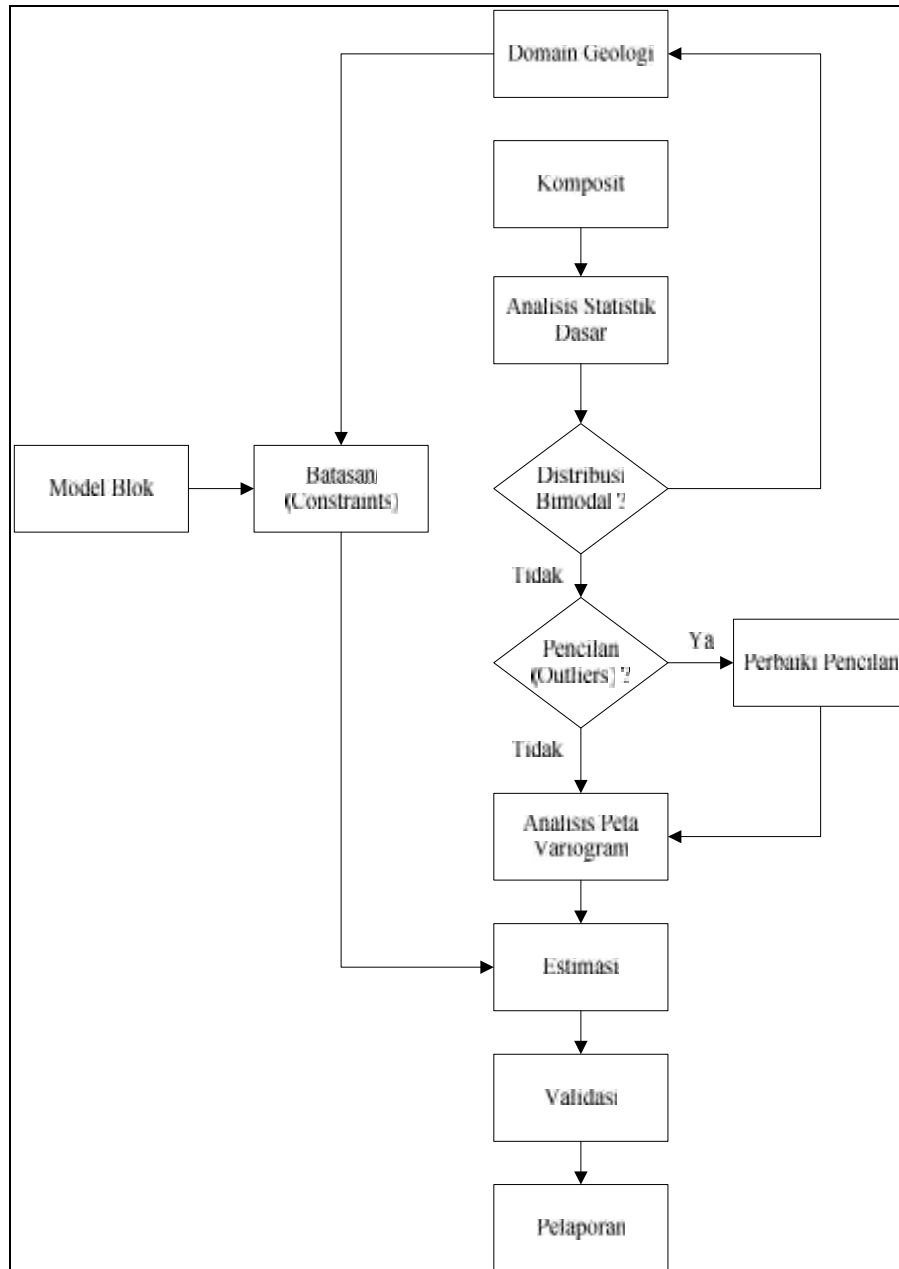 Domain Geologi
Komposit
Analisis Statistik
Dasar
Model Blok
Batasan
(Constraints)
Distribusi
Bimodal ?
Tidak
Pencilan
(Outliers) ?
Ya
Perbaiki Pencilan
Tidak
Analisis Peta
Variogram
Estimasi
Validasi
Pelaporan